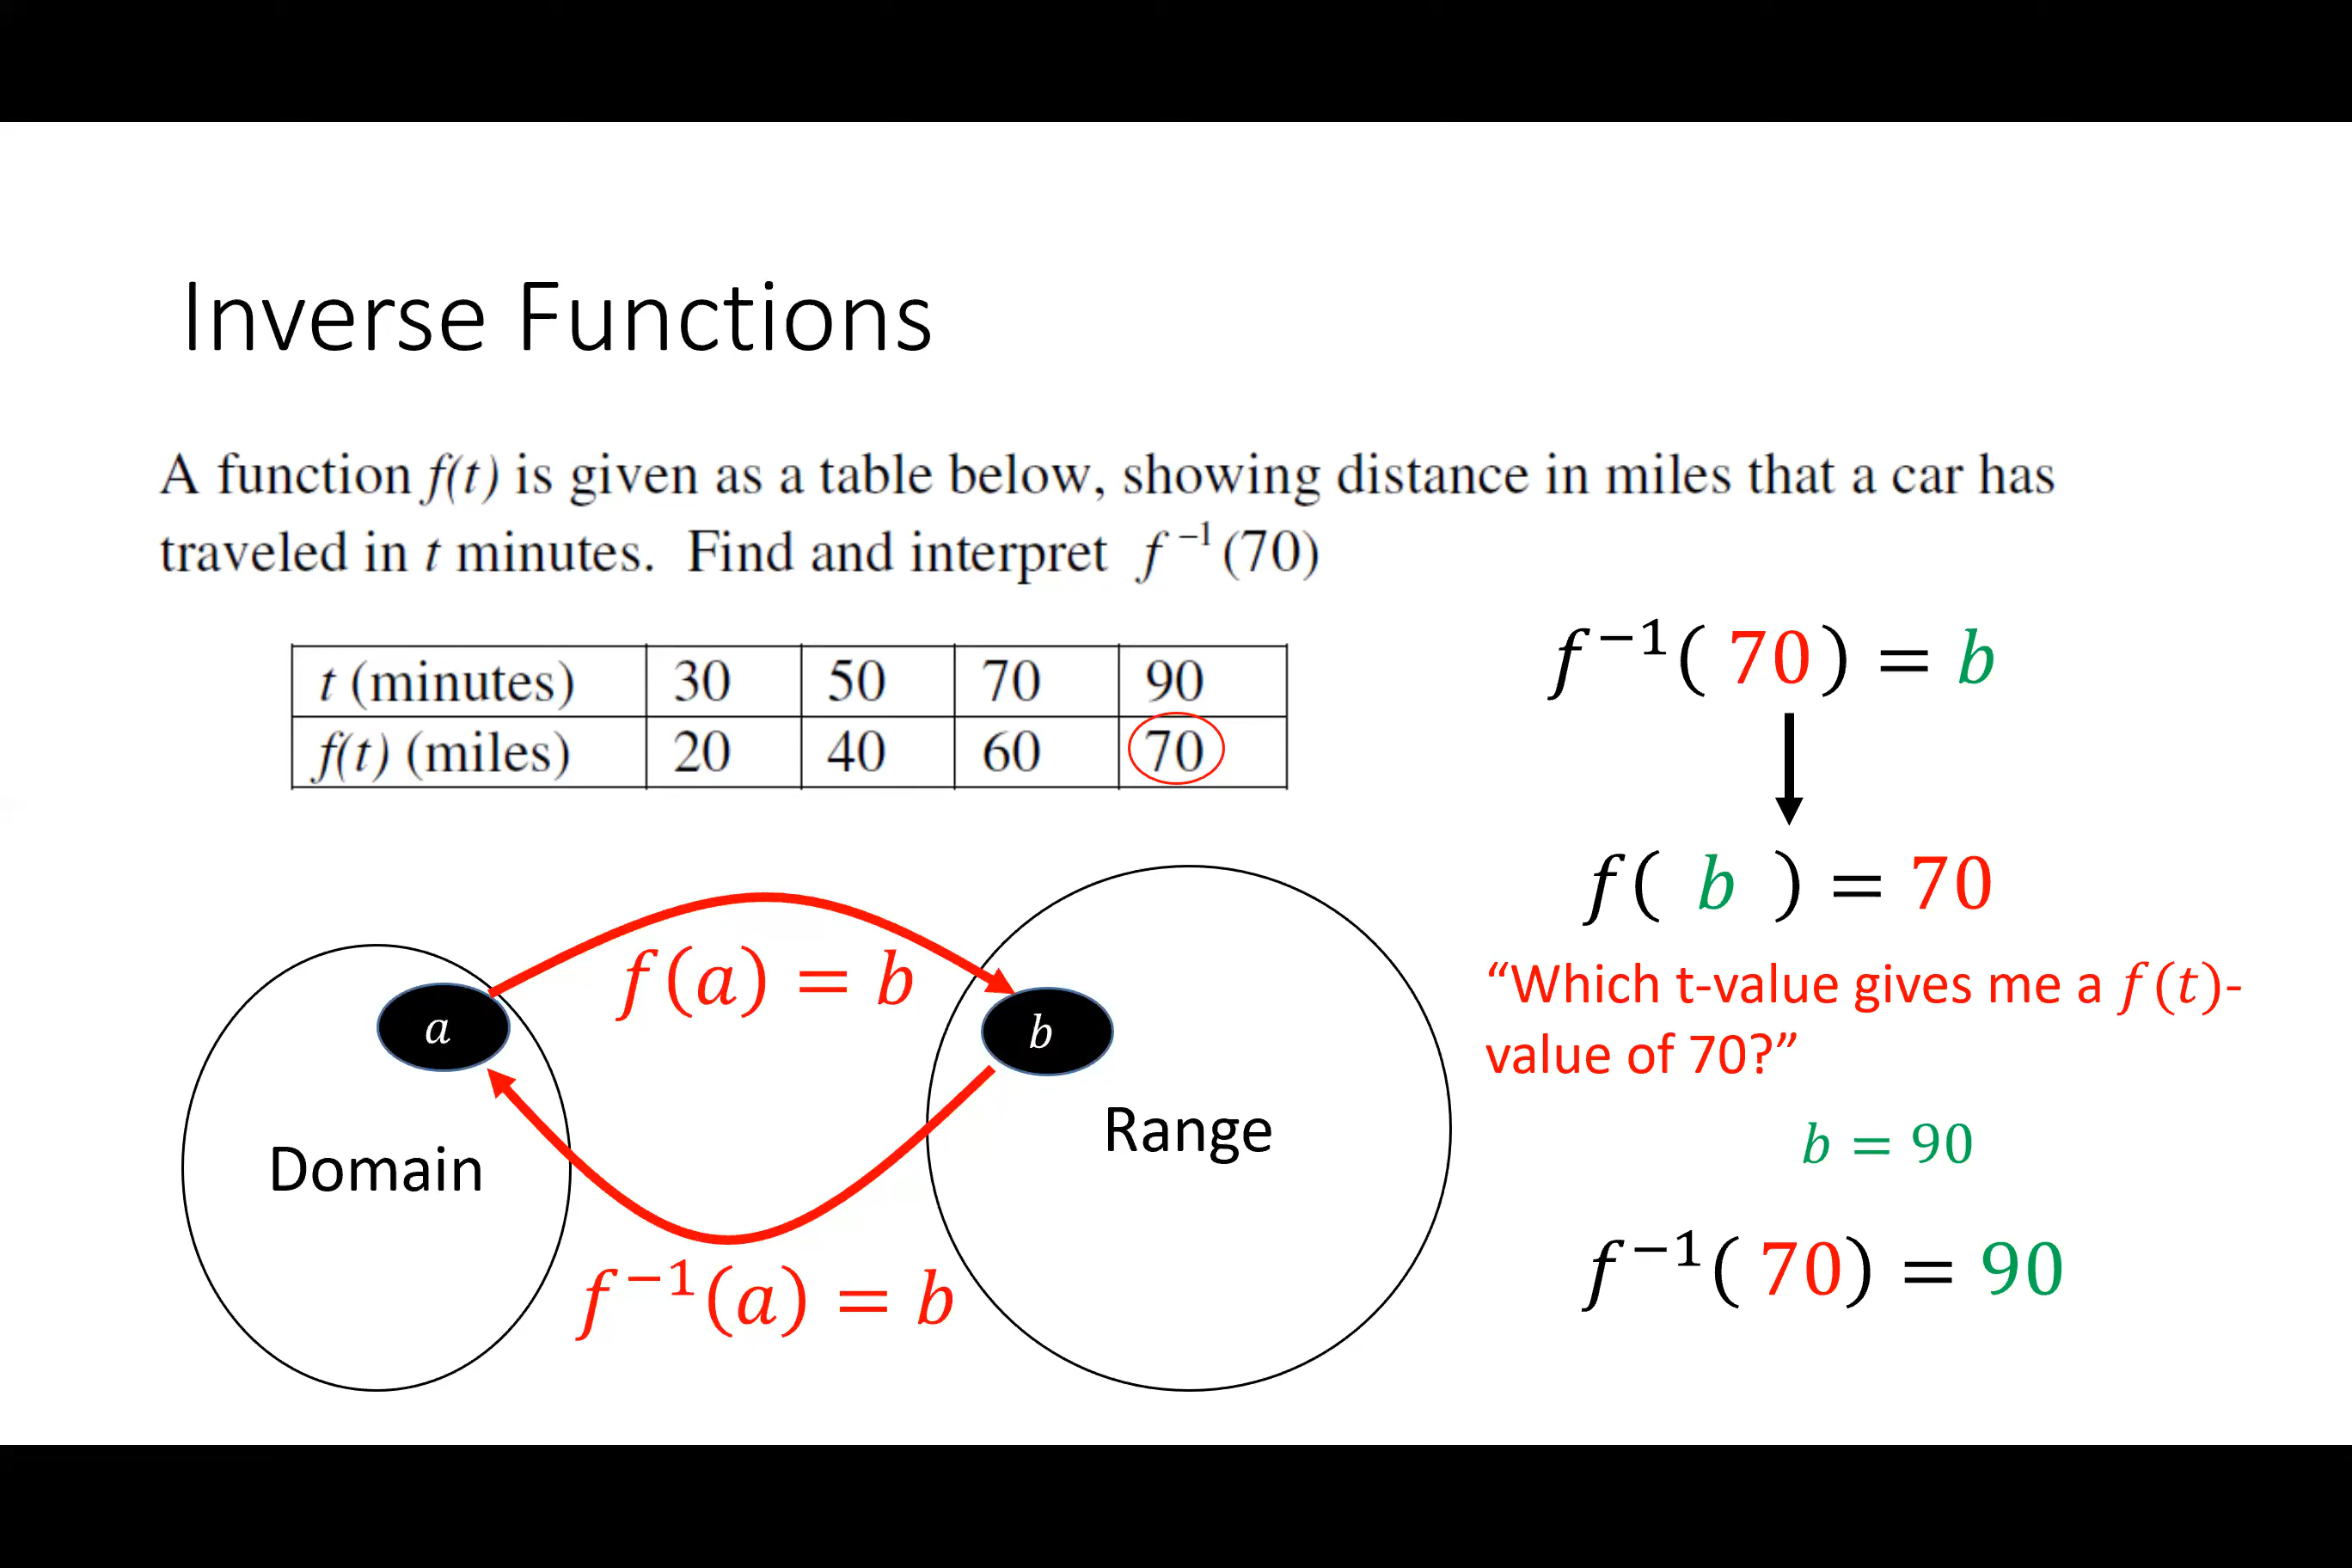 Inverse Functions
A function f(t) is given as a table below, showing distance in miles that a car has
traveled in t minutes.  Find and interpret f⁻¹(70)
t (minutes) 30 50 70 90
f(t) (miles) 20 40 60 70
f(a) = b
a
b
Domain
Range
f⁻¹(a) = b
f⁻¹( 70 ) = b
f( b ) = 70
“Which t-value gives me a f(t)-
value of 70?”
b = 90
f⁻¹( 70) = 90